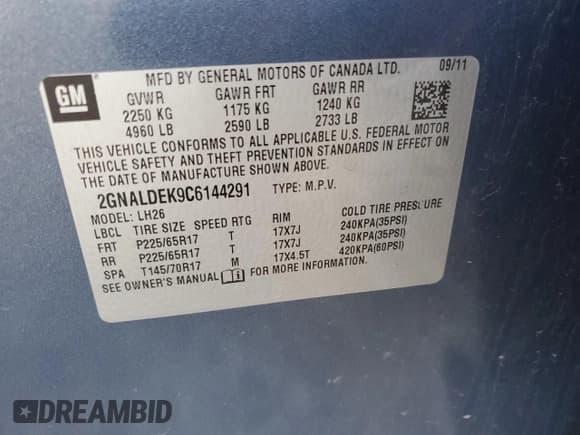 GM
MFD BY GENERAL MOTORS OF CANADA LTD. 09/11
GVWR GAWR FRT GAWR RR
2250 KG 1175 KG 1240 KG
4960 LB 2590 LB 2733 LB
THIS VEHICLE CONFORMS TO ALL APPLICABLE U.S. FEDERAL MOTOR
VEHICLE SAFETY AND THEFT PREVENTION STANDARDS IN EFFECT ON
THE DATE OF MANUFACTURE SHOWN ABOVE.
2GNALDEK9C6144291 TYPE: M.P.V.
MODEL: LH26
LBCL TIRE SIZE SPEED RTG RIM COLD TIRE PRESSURE
FRT P225/65R17 T 17X7J 240KPA(35PSI)
RR P225/65R17 T 17X7J 240KPA(35PSI)
SPA T145/70R17 M 17X4.5T 420KPA(60PSI)
SEE OWNER'S MANUAL FOR MORE INFORMATION.
DREAMBID